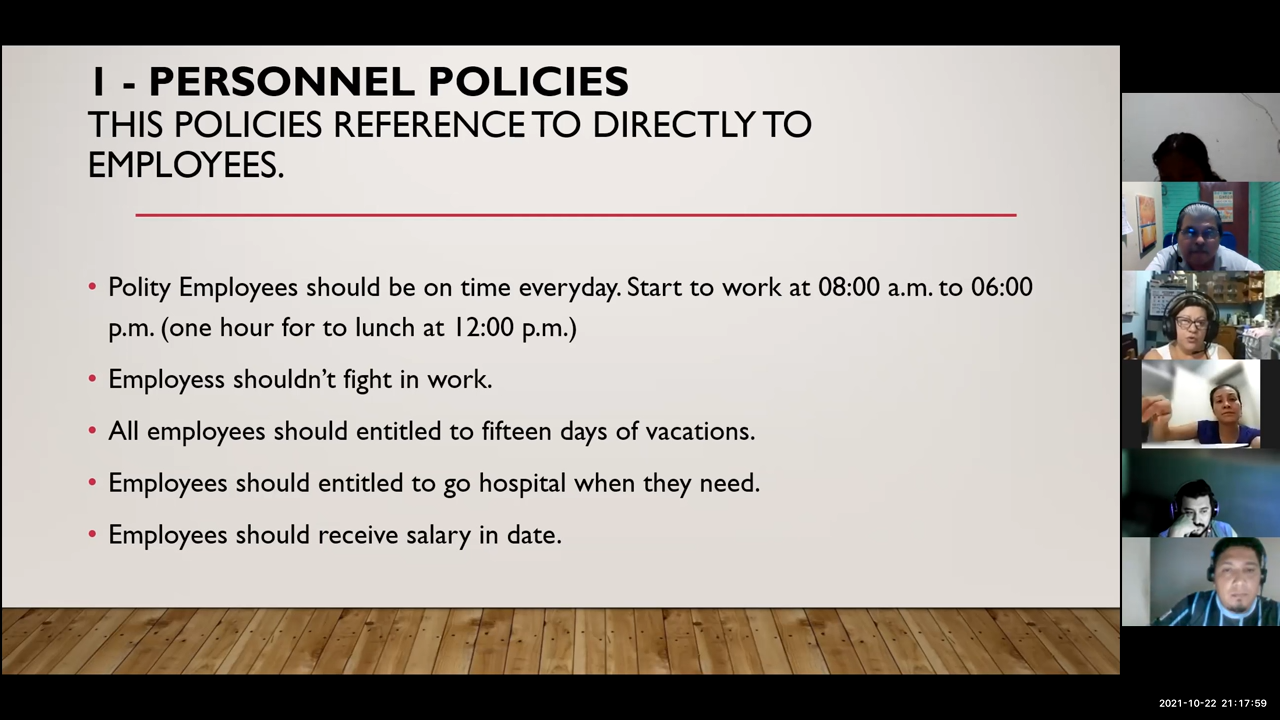 1 - PERSONNEL POLICIES
THIS POLICIES REFERENCE TO DIRECTLY TO
EMPLOYEES.
• Polity Employees should be on time everyday. Start to work at 08:00 a.m. to 06:00
p.m. (one hour for to lunch at 12:00 p.m.)
• Employess shouldn't fight in work.
• All employees should entitled to fifteen days of vacations.
• Employees should entitled to go hospital when they need.
• Employees should receive salary in date.
2021-10-22 21:17:59